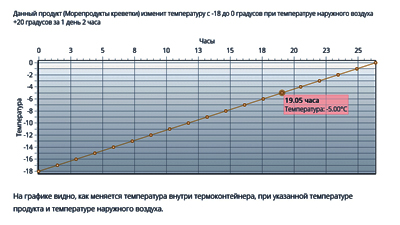 Данный продукт (Морепродукты креветки) изменит температуру с -18 до 0 градусов при температуре наружного воздуха
+20 градусов за 1 день 2 часа
Часы
0 3 5 8 10 13 15 18 20 23 25
0
-2
-4
-6
-8
-10
-12
-14
-16
-18
Температура
19.05 часа
Температура: -5.00°C
На графике видно, как меняется температура внутри термоконтейнера, при указанной температуре
продукта и температуре наружного воздуха.